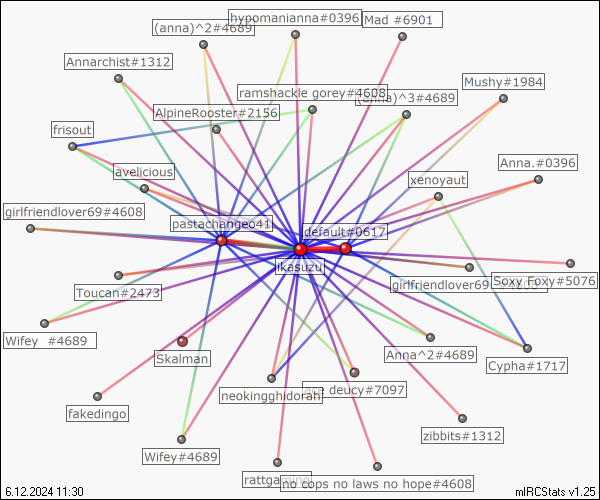 hypomanianna#0396
Mad #6901
(anna)^2#4689
Annarchist#1312
Mushy#1984
ramshackle gorey#4608
(anna)^3#4689
AlpineRooster#2156
frisout
Anna.#0396
avelicious
xenoyaut
girlfriendlover69#4608
pastachangeo41
default#0617
ikasuzu
Soxy Foxy#5076
Toucan#2473
girlfriendlover69
Wifey  #4689
Skalman
Anna^2#4689
Cypha#1717
neokingghidorah
deucy#7097
fakedingo
zibbits#1312
Wifey#4689
rattgaming
no cops no laws no hope#4608
6.12.2024 11:30
mIRCStats v1.25